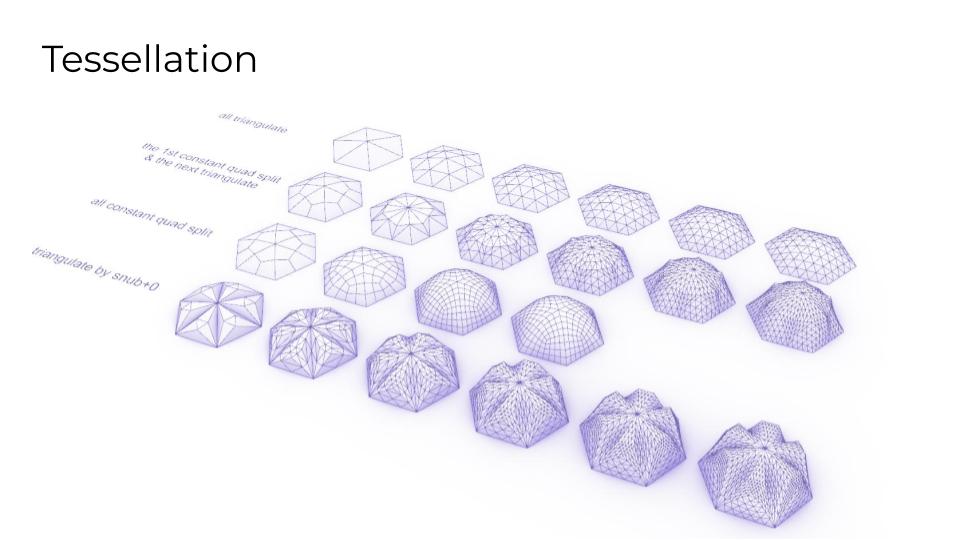 Tessellation
all triangulate
the 1st constant quad split
& the next triangulate
all constant quad split
triangulate by snub+0